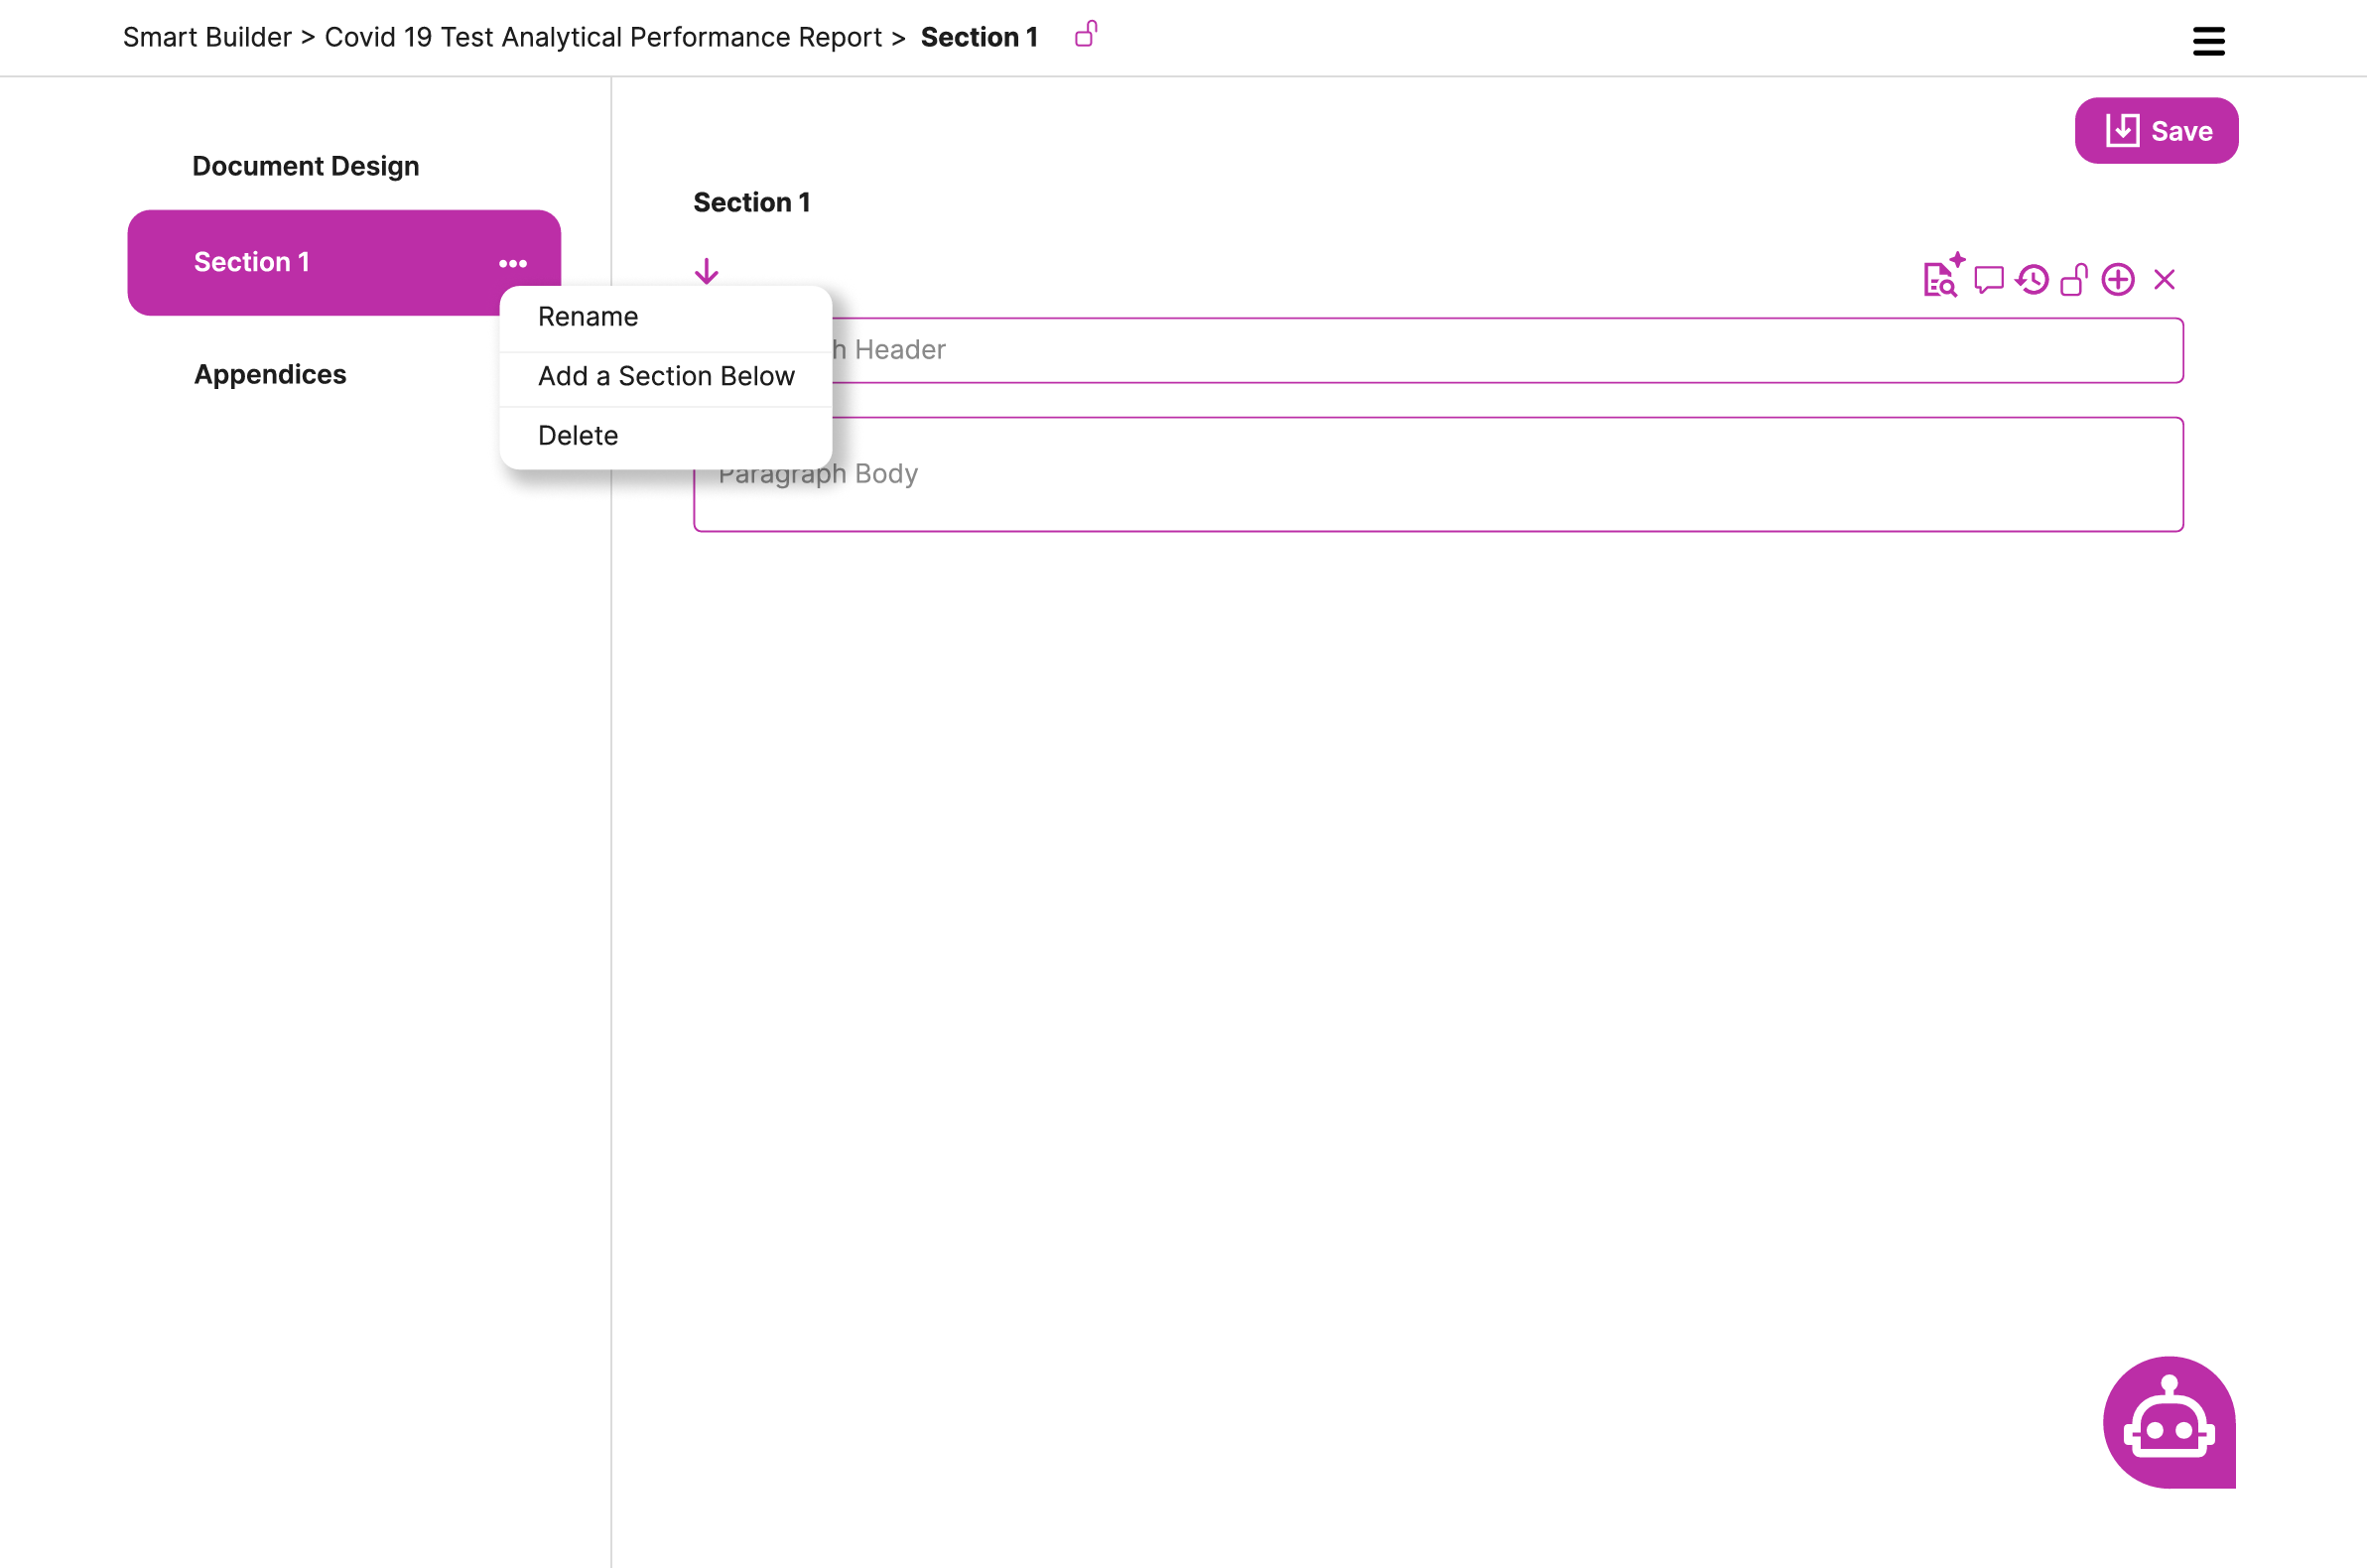 Smart Builder > Covid 19 Test Analytical Performance Report > Section 1
Save
Document Design
Section 1
Section 1
Rename
Header
Add a Section Below
Appendices
Delete
Paragraph Body